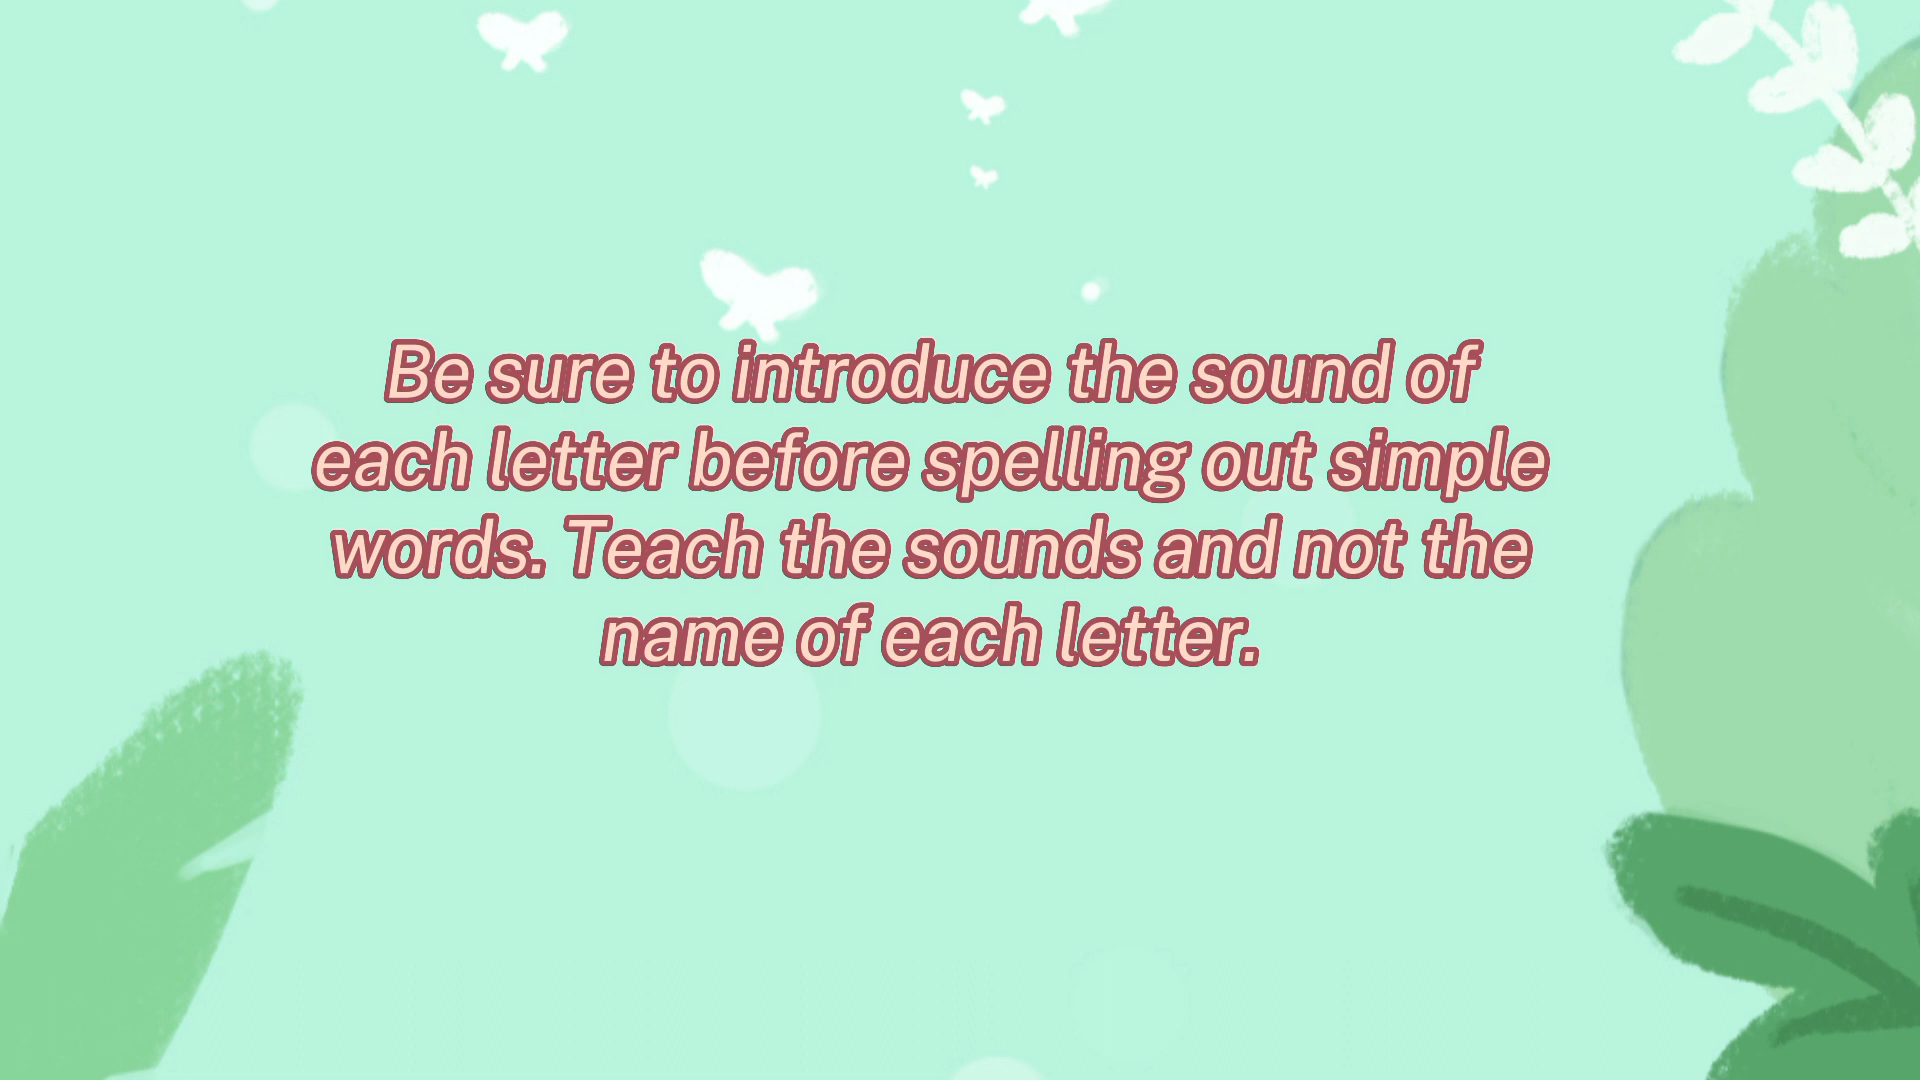 Be sure to introduce the sound of
each letter before spelling out simple
words. Teach the sounds and not the
name of each letter.